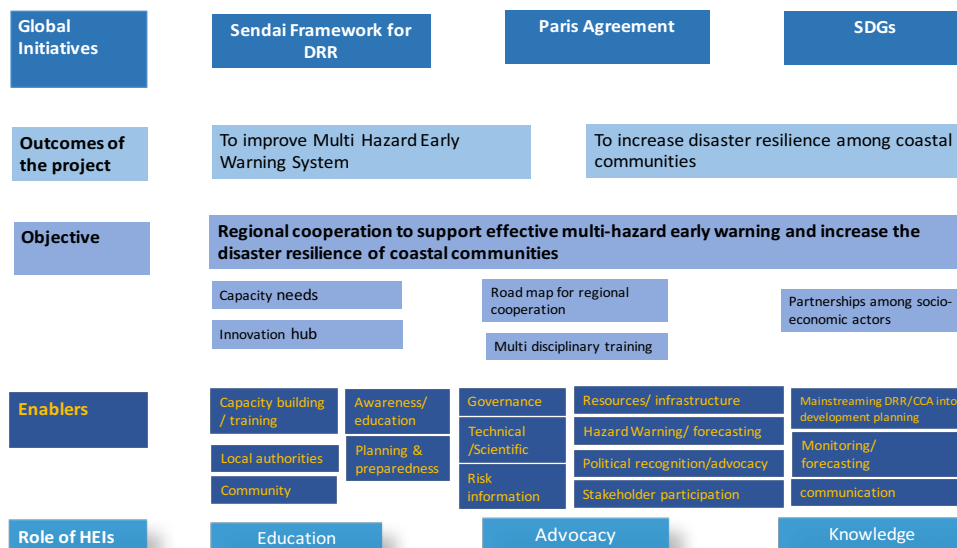 Global
Initiatives
Sendai Framework for
DRR
Paris Agreement
SDGs
Outcomes of
the project
To improve Multi Hazard Early
Warning System
To increase disaster resilience among coastal
communities
Objective
Regional cooperation to support effective multi-hazard early warning and increase the
disaster resilience of coastal communities
Capacity needs
Innovation hub
Road map for regional
cooperation
Multi disciplinary training
Partnerships among socio-
economic actors
Enablers
Capacity building
/ training
Local authorities
Community
Awareness/
education
Planning &
preparedness
Governance
Technical
/Scientific
Risk
information
Resources/ infrastructure
Hazard Warning/ forecasting
Political recognition/advocacy
Stakeholder participation
Mainstreaming DRR/CCA into
development planning
Monitoring/
forecasting
communication
Role of HEIs
Education
Advocacy
Knowledge